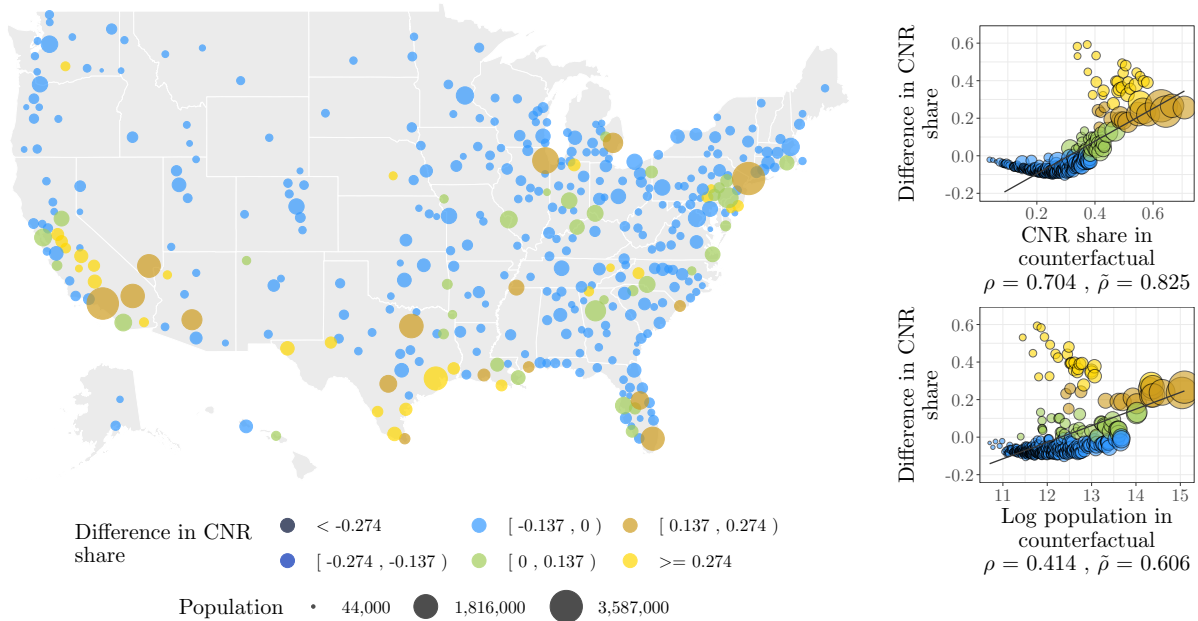 Difference in CNR
share
< -0.274
[ -0.137 , 0 )
[ 0.137 , 0.274 )
[ -0.274 , -0.137 )
[ 0 , 0.137 )
>= 0.274
Population
44,000
1,816,000
3,587,000
Difference in CNR
share
0.6
0.4
0.2
0.0
-0.2
0.2
0.4
0.6
CNR share in
counterfactual
ρ = 0.704 , ρ̃ = 0.825
Difference in CNR
share
0.6
0.4
0.2
0.0
-0.2
11
12
13
14
15
Log population in
counterfactual
ρ = 0.414 , ρ̃ = 0.606